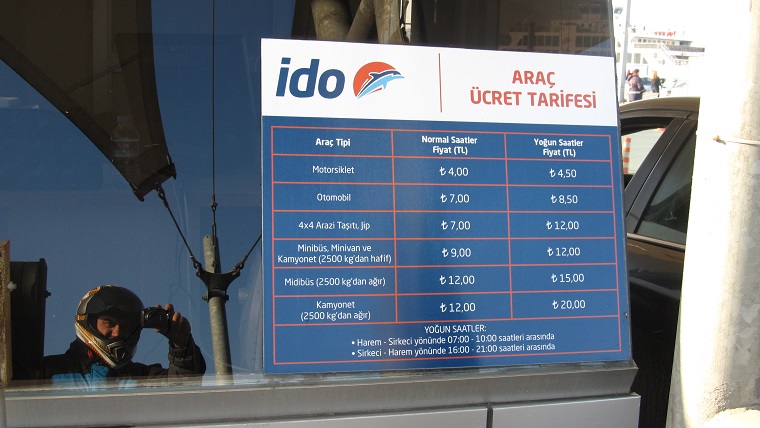 ido
ARAÇ
ÜCRET TARİFESİ
Araç Tipi Normal Saatler Fiyat (TL) Yoğun Saatler Fiyat (TL)
Motorsiklet ₺ 4,00 ₺ 4,50
Otomobil ₺ 7,00 ₺ 8,50
4x4 Arazi Taşıtı, Jip ₺ 7,00 ₺ 12,00
Minibüs, Minivan ve
Kamyonet (2500 kg'dan hafif) ₺ 9,00 ₺ 12,00
Midibüs (2500 kg'dan ağır) ₺ 12,00 ₺ 15,00
Kamyonet
(2500 kg'dan ağır) ₺ 12,00 ₺ 20,00
YOĞUN SAATLER:
• Harem - Sirkeci yönünde 07:00 - 10:00 saatleri arasında
• Sirkeci - Harem yönünde 16:00 - 21:00 saatleri arasında